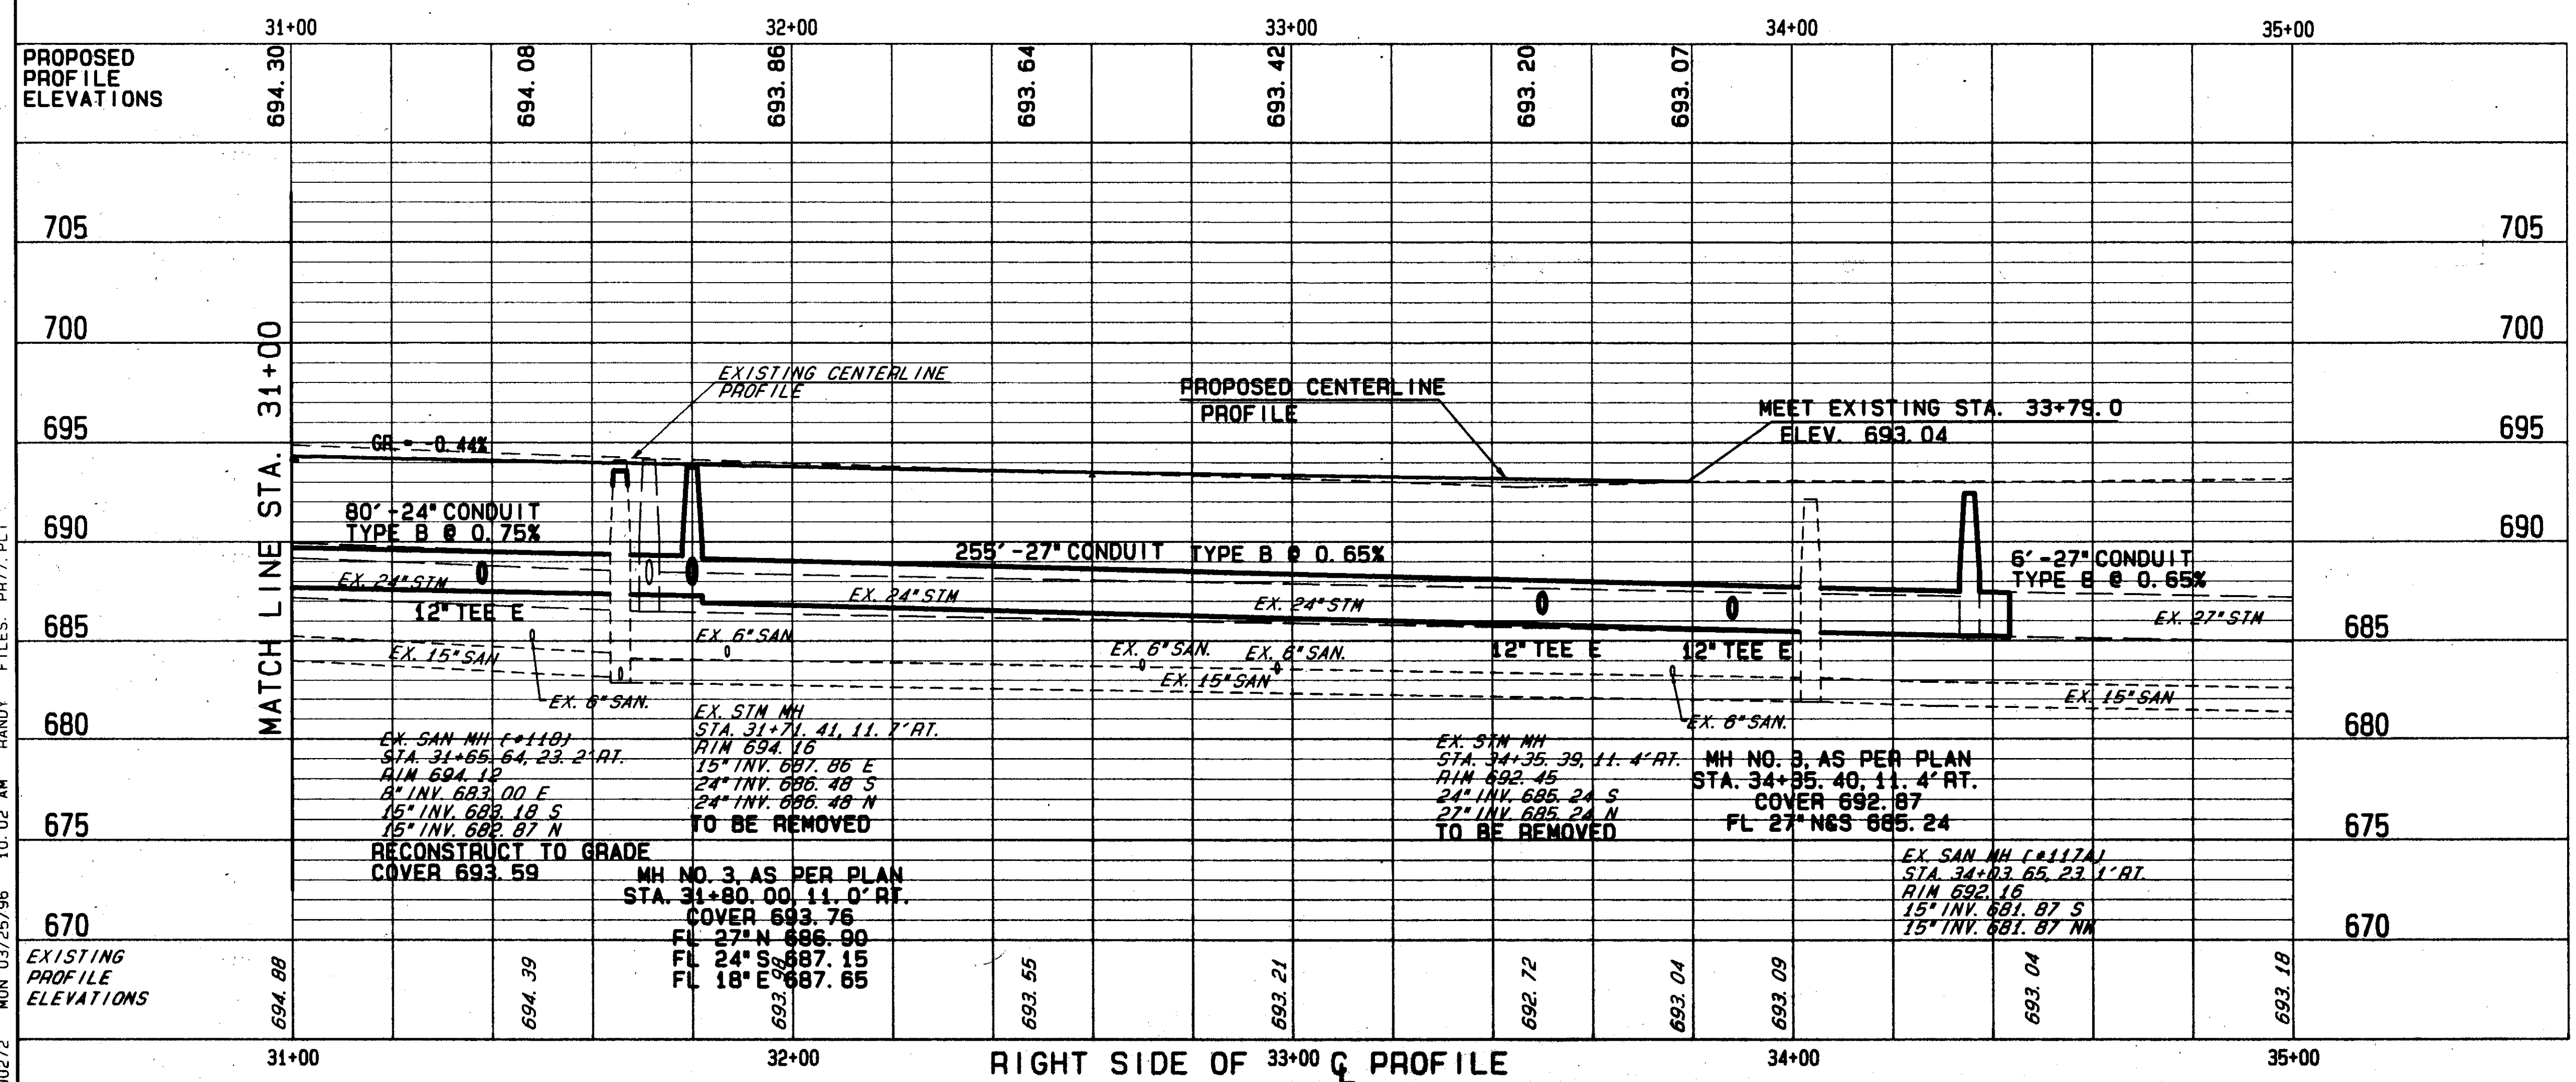 31+00 32+00 33+00 34+00 35+00
PROPOSED
PROFILE
ELEVATIONS
694.30 694.08 693.86 693.64 693.42 693.20 693.07
705 705
700 700
695 695
690 690
685 685
680 680
675 675
670 670
MATCH LINE STA. 31+00
EXISTING CENTERLINE
PROFILE
PROPOSED CENTERLINE
PROFILE
MEET EXISTING STA. 33+79.0
ELEV. 693.04
GR = -0.44%
80'-24" CONDUIT
TYPE B @ 0.75%
255'-27" CONDUIT TYPE B @ 0.65%
6'-27" CONDUIT
TYPE B @ 0.65%
EX. 24" STM
EX. 24" STM
EX. 24" STM
EX. 27" STM
12" TEE E
12" TEE E
12" TEE E
EX. 15" SAN
EX. 6" SAN
EX. 6" SAN.
EX. 6" SAN.
EX. 15" SAN
EX. 15" SAN
EX. 6" SAN.
EX. 6" SAN.
EX. SAN MH (#118)
STA. 31+65.64, 23.2' RT.
RIM 694.12
8" INV. 683.00 E
15" INV. 683.18 S
15" INV. 682.87 N
RECONSTRUCT TO GRADE
COVER 693.59
EX. STM MH
STA. 31+71.41, 11.7' RT.
RIM 694.16
15" INV. 687.86 E
24" INV. 686.48 S
24" INV. 686.48 N
TO BE REMOVED
MH NO. 3, AS PER PLAN
STA. 31+80.00, 11.0' RT.
COVER 693.76
FL 27" N 686.90
FL 24" S 687.15
FL 18" E 687.65
EX. STM MH
STA. 34+35.39, 11.4' RT.
RIM 692.45
24" INV. 685.24 S
27" INV. 685.24 N
TO BE REMOVED
MH NO. 3, AS PER PLAN
STA. 34+35.40, 11.4' RT.
COVER 692.87
FL 27" N&S 685.24
EX. SAN MH (#117A)
STA. 34+03.65, 23.1' RT.
RIM 692.16
15" INV. 681.87 S
15" INV. 681.87 NW
EXISTING
PROFILE
ELEVATIONS
694.88 694.39 693.98 693.55 693.21 692.72 693.04 693.09 693.04 693.18
31+00 32+00 33+00 34+00 35+00
RIGHT SIDE OF ℄ PROFILE
MON 03/25/96 10:02 AM RANDY FILES: